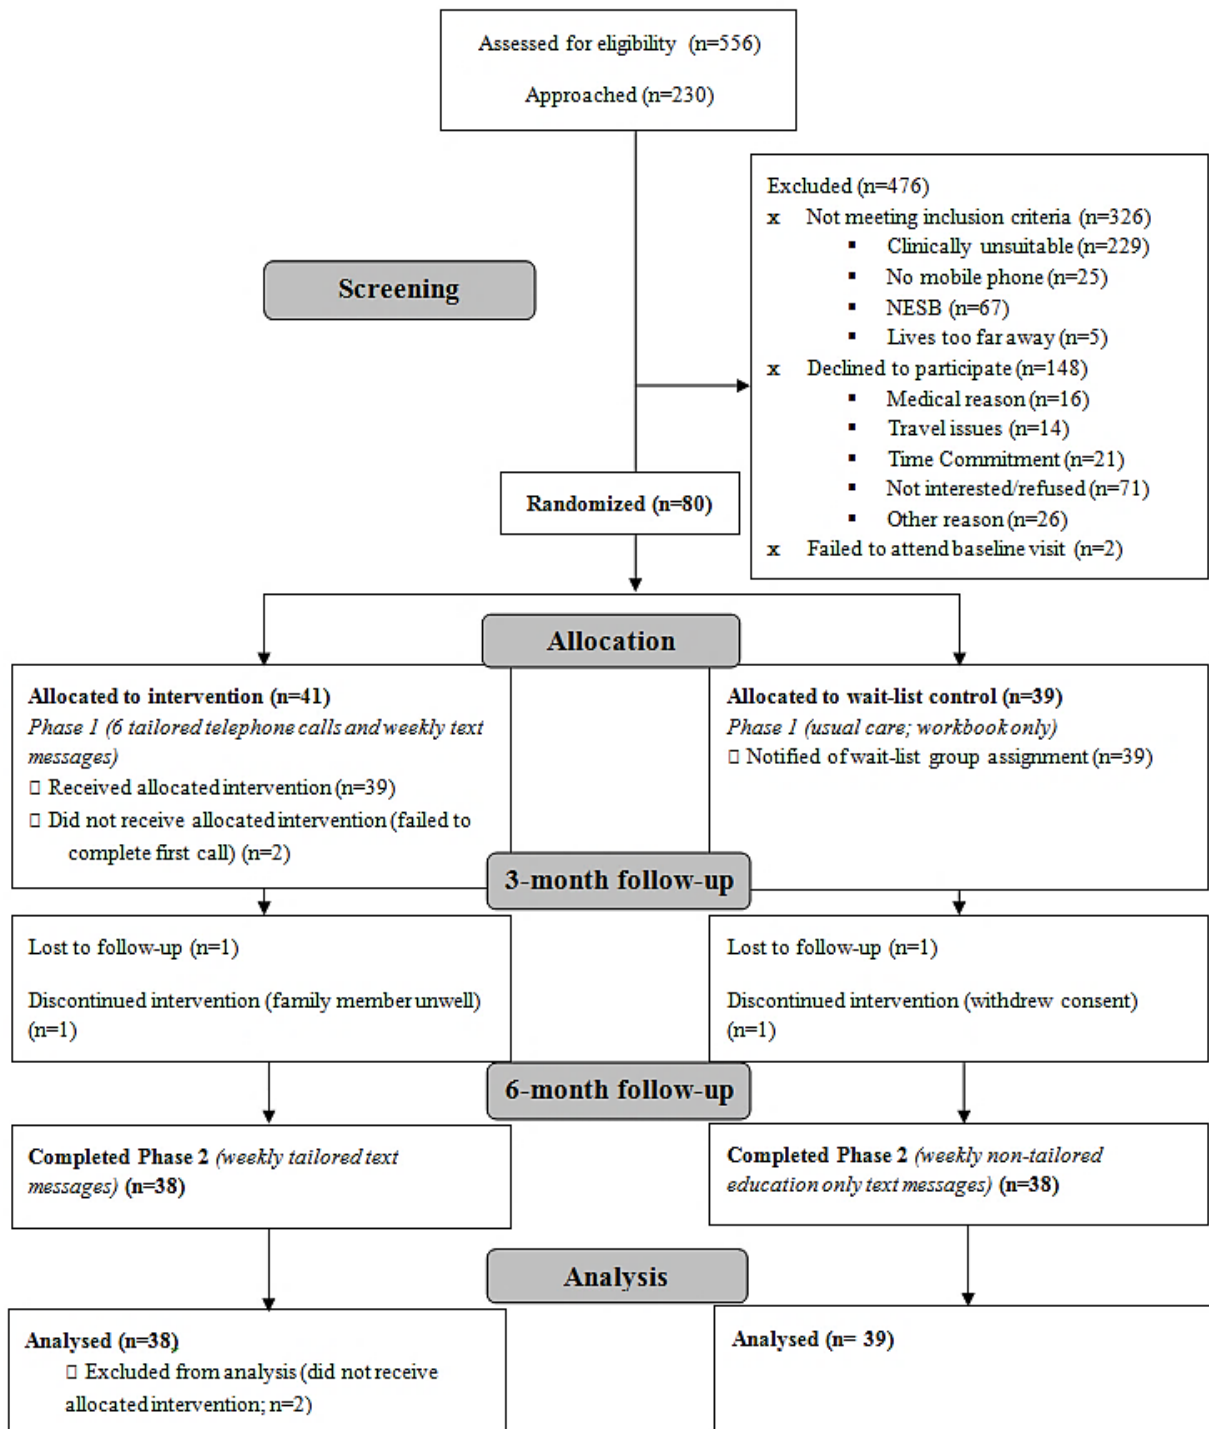 Assessed for eligibility (n=556)
Approached (n=230)
Excluded (n=476)
x Not meeting inclusion criteria (n=326)
▪ Clinically unsuitable (n=229)
▪ No mobile phone (n=25)
▪ NESB (n=67)
▪ Lives too far away (n=5)
x Declined to participate (n=148)
▪ Medical reason (n=16)
▪ Travel issues (n=14)
▪ Time Commitment (n=21)
▪ Not interested/refused (n=71)
▪ Other reason (n=26)
x Failed to attend baseline visit (n=2)
Screening
Randomized (n=80)
Allocation
Allocated to intervention (n=41)
Phase 1 (6 tailored telephone calls and weekly text
messages)
▯ Received allocated intervention (n=39)
▯ Did not receive allocated intervention (failed to
complete first call) (n=2)
Allocated to wait-list control (n=39)
Phase 1 (usual care; workbook only)
▯ Notified of wait-list group assignment (n=39)
3-month follow-up
Lost to follow-up (n=1)
Discontinued intervention (family member unwell)
(n=1)
Lost to follow-up (n=1)
Discontinued intervention (withdrew consent)
(n=1)
6-month follow-up
Completed Phase 2 (weekly tailored text
messages) (n=38)
Completed Phase 2 (weekly non-tailored
education only text messages) (n=38)
Analysis
Analysed (n=38)
▯ Excluded from analysis (did not receive
allocated intervention; n=2)
Analysed (n= 39)